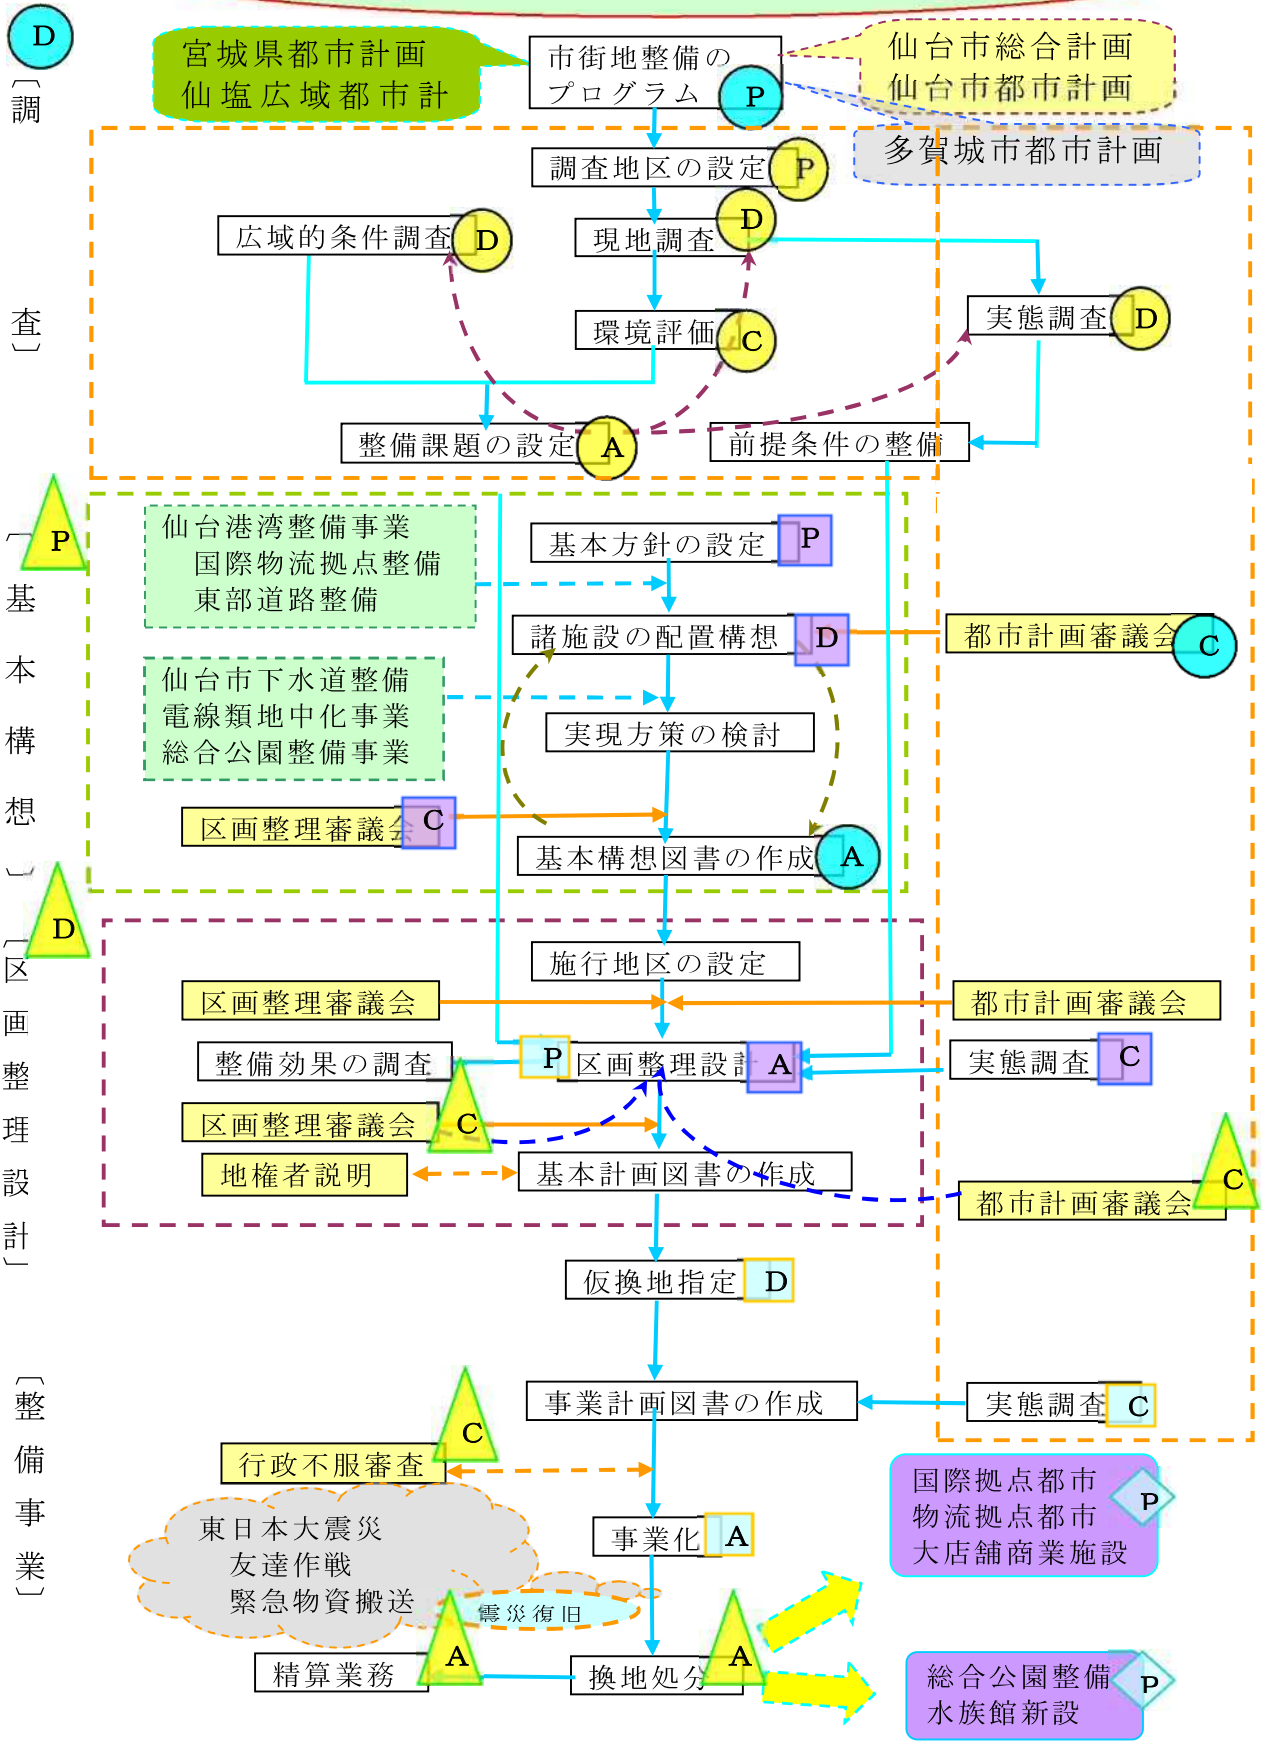 D
〔調
査〕
宮城県都市計画
仙塩広域都市計
市街地整備の
プログラム
P
仙台市総合計画
仙台市都市計画
多賀城市都市計画
調査地区の設定
P
広域的条件調査
D
現地調査
D
環境評価
C
実態調査
D
整備課題の設定
A
前提条件の整備
P
〔基本構想〕
仙台港湾整備事業
国際物流拠点整備
東部道路整備
基本方針の設定
P
諸施設の配置構想
D
都市計画審議会
C
仙台市下水道整備
電線類地中化事業
総合公園整備事業
実現方策の検討
区画整理審議会
C
基本構想図書の作成
A
D
〔区画整理設計〕
施行地区の設定
区画整理審議会
都市計画審議会
整備効果の調査
P
区画整理設計
A
実態調査
C
区画整理審議会
C
地権者説明
基本計画図書の作成
都市計画審議会
C
仮換地指定
D
〔整備事業〕
事業計画図書の作成
実態調査
C
行政不服審査
C
国際拠点都市
物流拠点都市
大店舗商業施設
P
東日本大震災
友達作戦
緊急物資搬送
事業化
A
震災復旧
精算業務
A
換地処分
A
総合公園整備
水族館新設
P